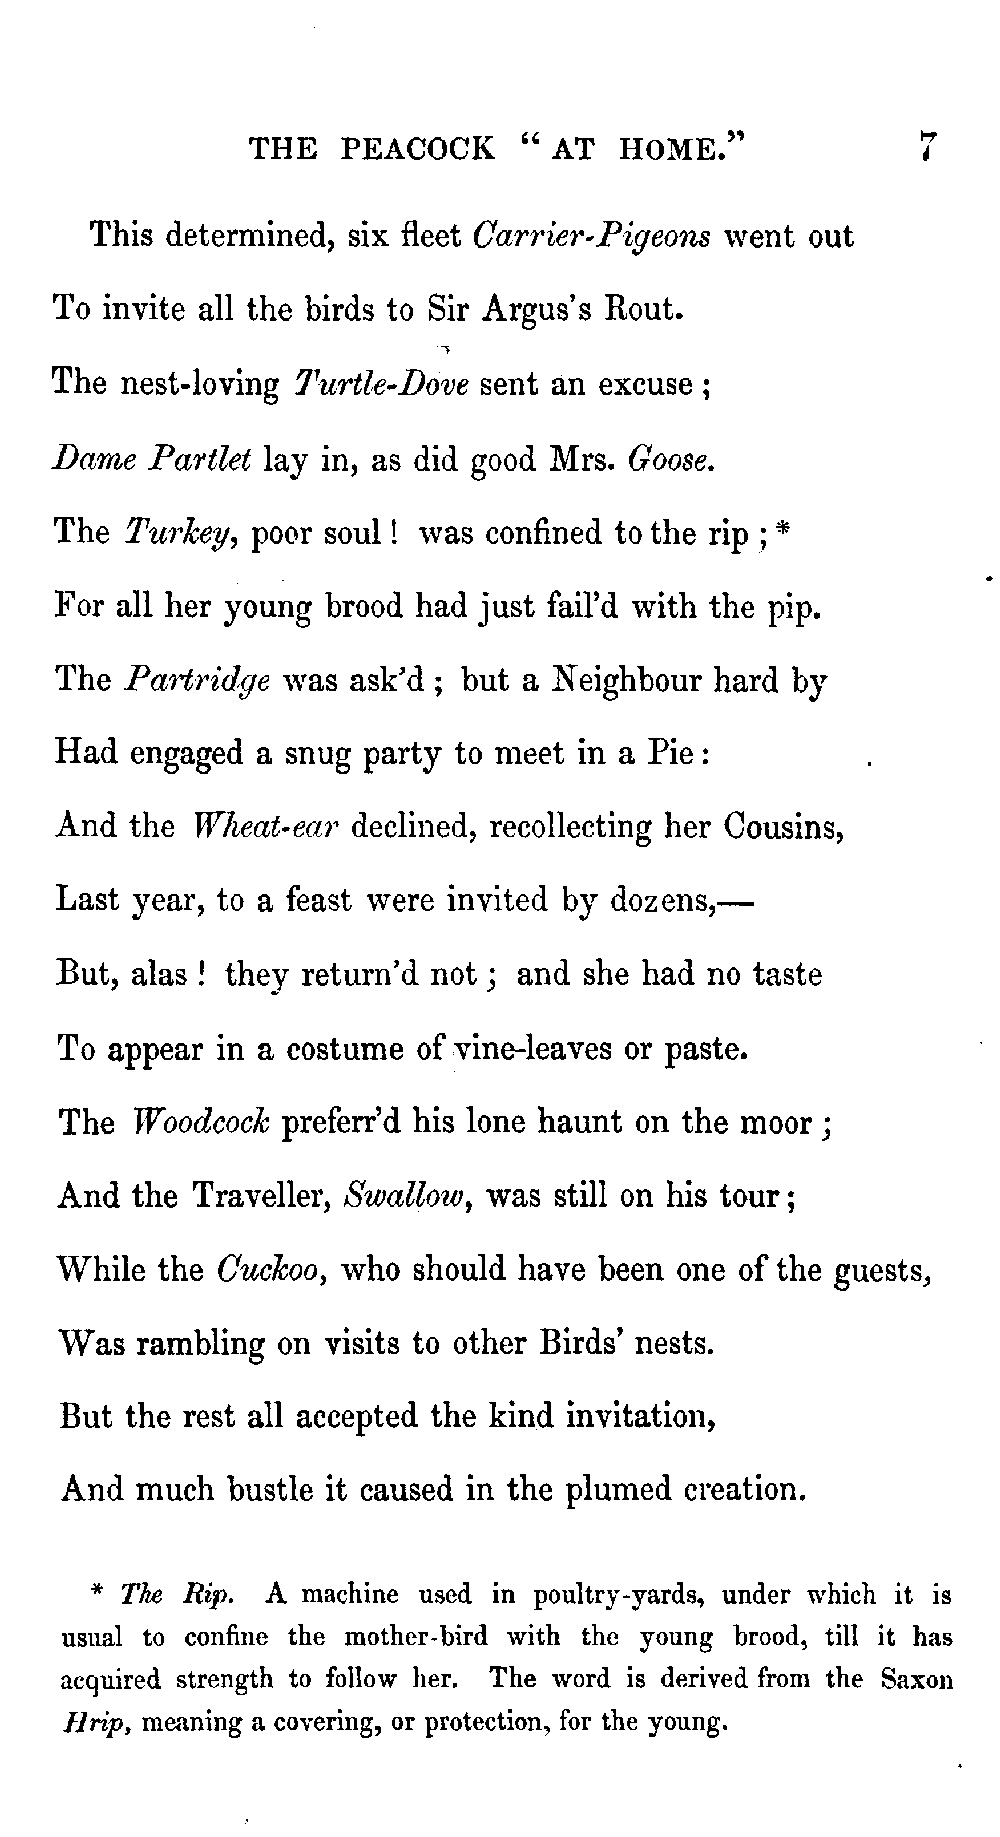 THE PEACOCK “ AT HOME.” 7
This determined, six fleet Carrier-Pigeons went out
To invite all the birds to Sir Argus’s Rout.
The nest-loving Turtle-Dove sent an excuse ;
Dame Partlet lay in, as did good Mrs. Goose.
The Turkey, poor soul ! was confined to the rip ; *
For all her young brood had just fail’d with the pip.
The Partridge was ask’d ; but a Neighbour hard by
Had engaged a snug party to meet in a Pie :
And the Wheat-ear declined, recollecting her Cousins,
Last year, to a feast were invited by dozens,—
But, alas ! they return’d not ; and she had no taste
To appear in a costume of vine-leaves or paste.
The Woodcock preferr’d his lone haunt on the moor ;
And the Traveller, Swallow, was still on his tour ;
While the Cuckoo, who should have been one of the guests,
Was rambling on visits to other Birds’ nests.
But the rest all accepted the kind invitation,
And much bustle it caused in the plumed creation.
* The Rip. A machine used in poultry-yards, under which it is
usual to confine the mother-bird with the young brood, till it has
acquired strength to follow her. The word is derived from the Saxon
Hrip, meaning a covering, or protection, for the young.